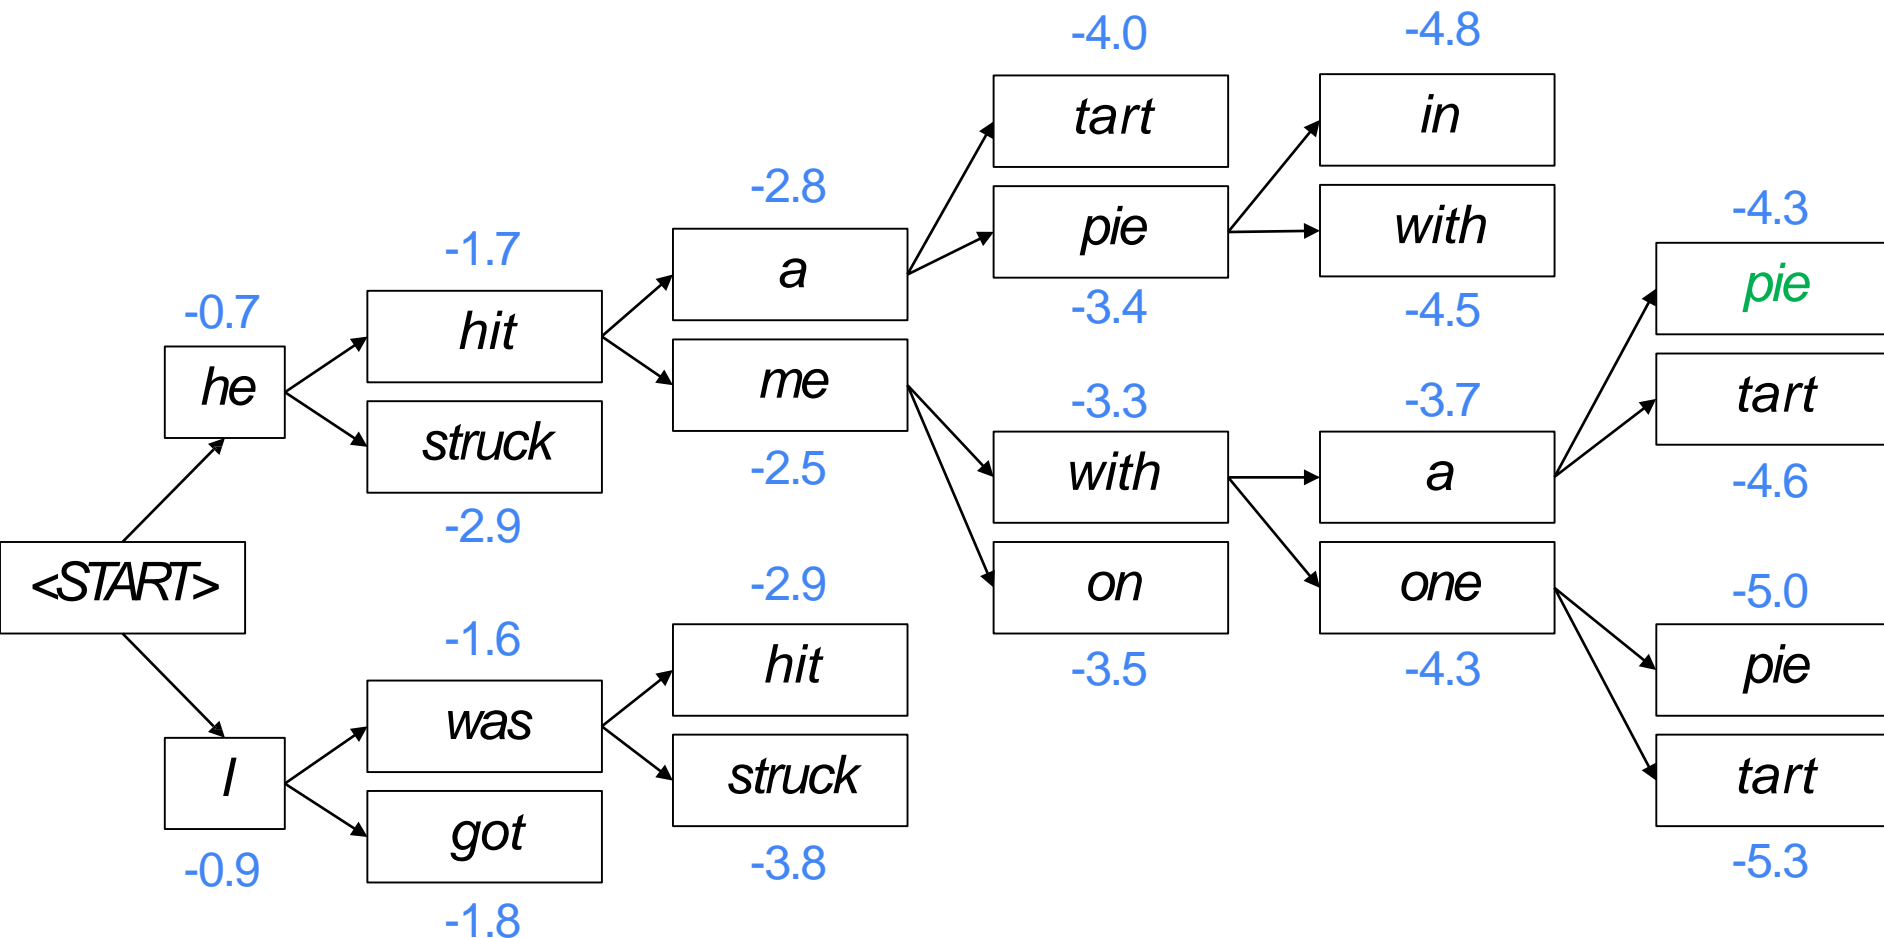 -4.0
-4.8
tart
in
-2.8
pie
with
-4.3
-1.7
a
-3.4
-4.5
pie
-0.7
hit
me
-3.3
-3.7
tart
he
struck
-2.5
with
a
-4.6
-2.9
<START>
-2.9
on
one
-5.0
-1.6
hit
-3.5
-4.3
pie
I
was
struck
tart
-0.9
got
-3.8
-5.3
-1.8